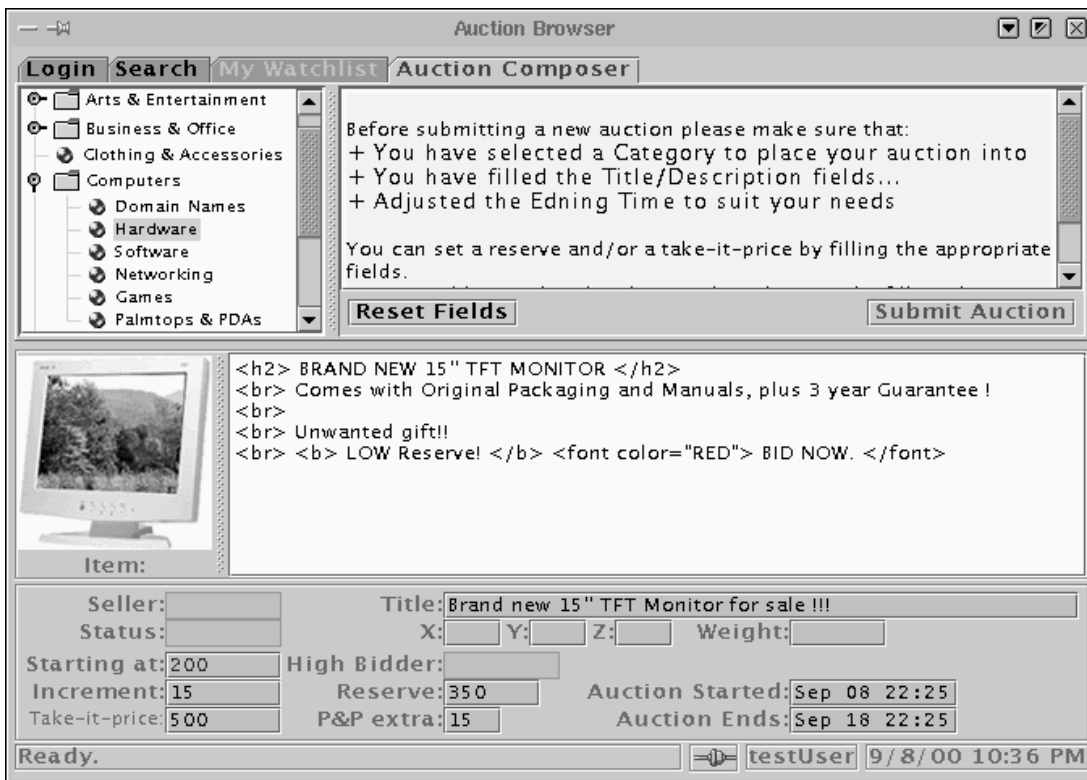 Auction Browser
Login Search My Watchlist Auction Composer
Arts & Entertainment
Business & Office
Clothing & Accessories
Computers
Domain Names
Hardware
Software
Networking
Games
Palmtops & PDAs
Before submitting a new auction please make sure that:
+ You have selected a Category to place your auction into
+ You have filled the Title/Description fields...
+ Adjusted the Edning Time to suit your needs
You can set a reserve and/or a take-it-price by filling the appropriate
fields.
Reset Fields Submit Auction
<h2> BRAND NEW 15" TFT MONITOR </h2>
<br> Comes with Original Packaging and Manuals, plus 3 year Guarantee !
<br>
<br> Unwanted gift!!
<br> <b> LOW Reserve! </b> <font color="RED"> BID NOW. </font>
Item:
Seller: Title: Brand new 15" TFT Monitor for sale !!!
Status: X: Y: Z: Weight:
Starting at: 200 High Bidder:
Increment: 15 Reserve: 350 Auction Started: Sep 08 22:25
Take-it-price: 500 P&P extra: 15 Auction Ends: Sep 18 22:25
Ready. testUser 9/8/00 10:36 PM